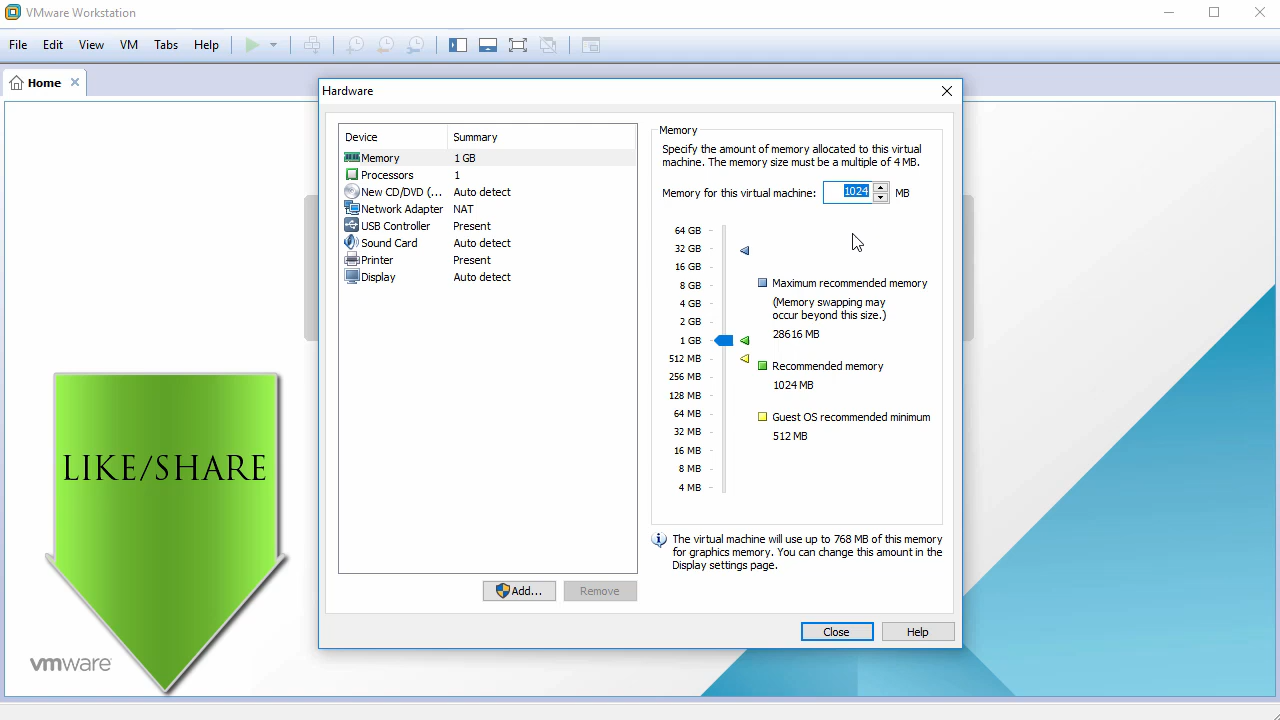 VMware Workstation
File Edit View VM Tabs Help
Home
Hardware
Device Summary
Memory 1 GB
Processors 1
New CD/DVD (... Auto detect
Network Adapter NAT
USB Controller Present
Sound Card Auto detect
Printer Present
Display Auto detect
Add... Remove
Memory
Specify the amount of memory allocated to this virtual
machine. The memory size must be a multiple of 4 MB.
Memory for this virtual machine: 1024 MB
64 GB
32 GB
16 GB
8 GB
4 GB
2 GB
1 GB
512 MB
256 MB
128 MB
64 MB
32 MB
16 MB
8 MB
4 MB
Maximum recommended memory
(Memory swapping may
occur beyond this size.)
28616 MB
Recommended memory
1024 MB
Guest OS recommended minimum
512 MB
The virtual machine will use up to 768 MB of this memory
for graphics memory. You can change this amount in the
Display settings page.
Close Help
LIKE/SHARE
vmware